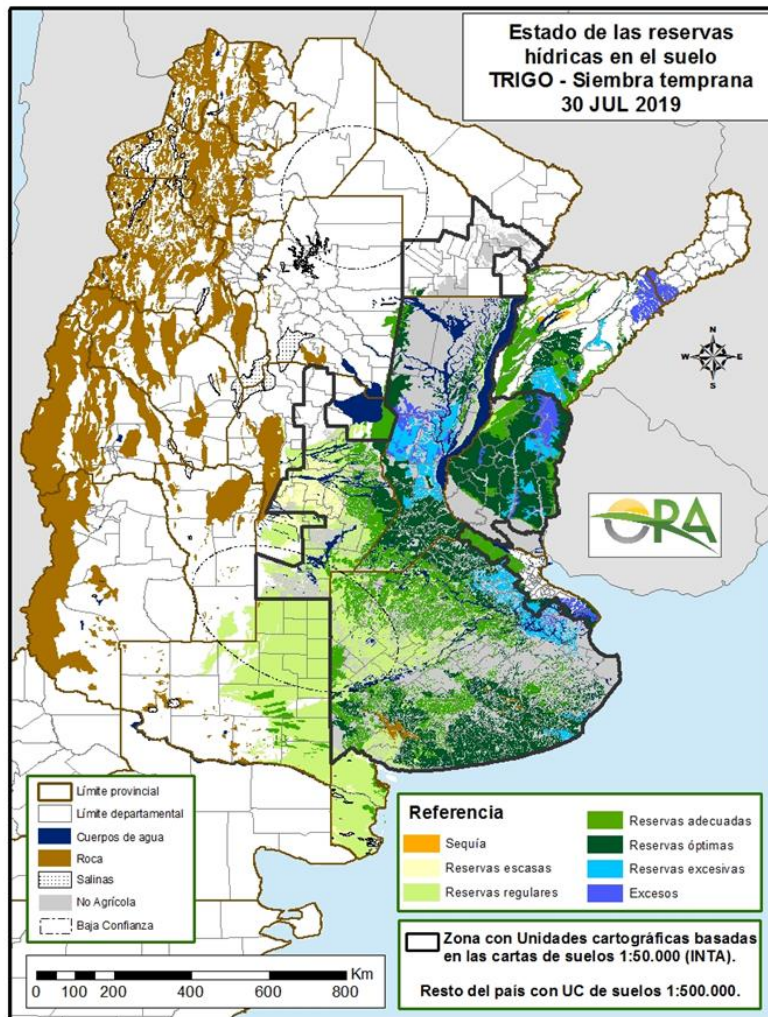 Estado de las reservas
hídricas en el suelo
TRIGO - Siembra temprana
30 JUL 2019
N
W E
S
ORA
Límite provincial
Límite departamental
Cuerpos de agua
Roca
Salinas
No Agrícola
Baja Confianza
Km
0 50 100 200 400 600 800
Referencia
Sequía
Reservas escasas
Reservas regulares
Reservas adecuadas
Reservas óptimas
Reservas excesivas
Excesos
Zona con Unidades cartográficas basadas
en las cartas de suelos 1:50.000 (INTA).
Resto del país con UC de suelos 1:500.000.